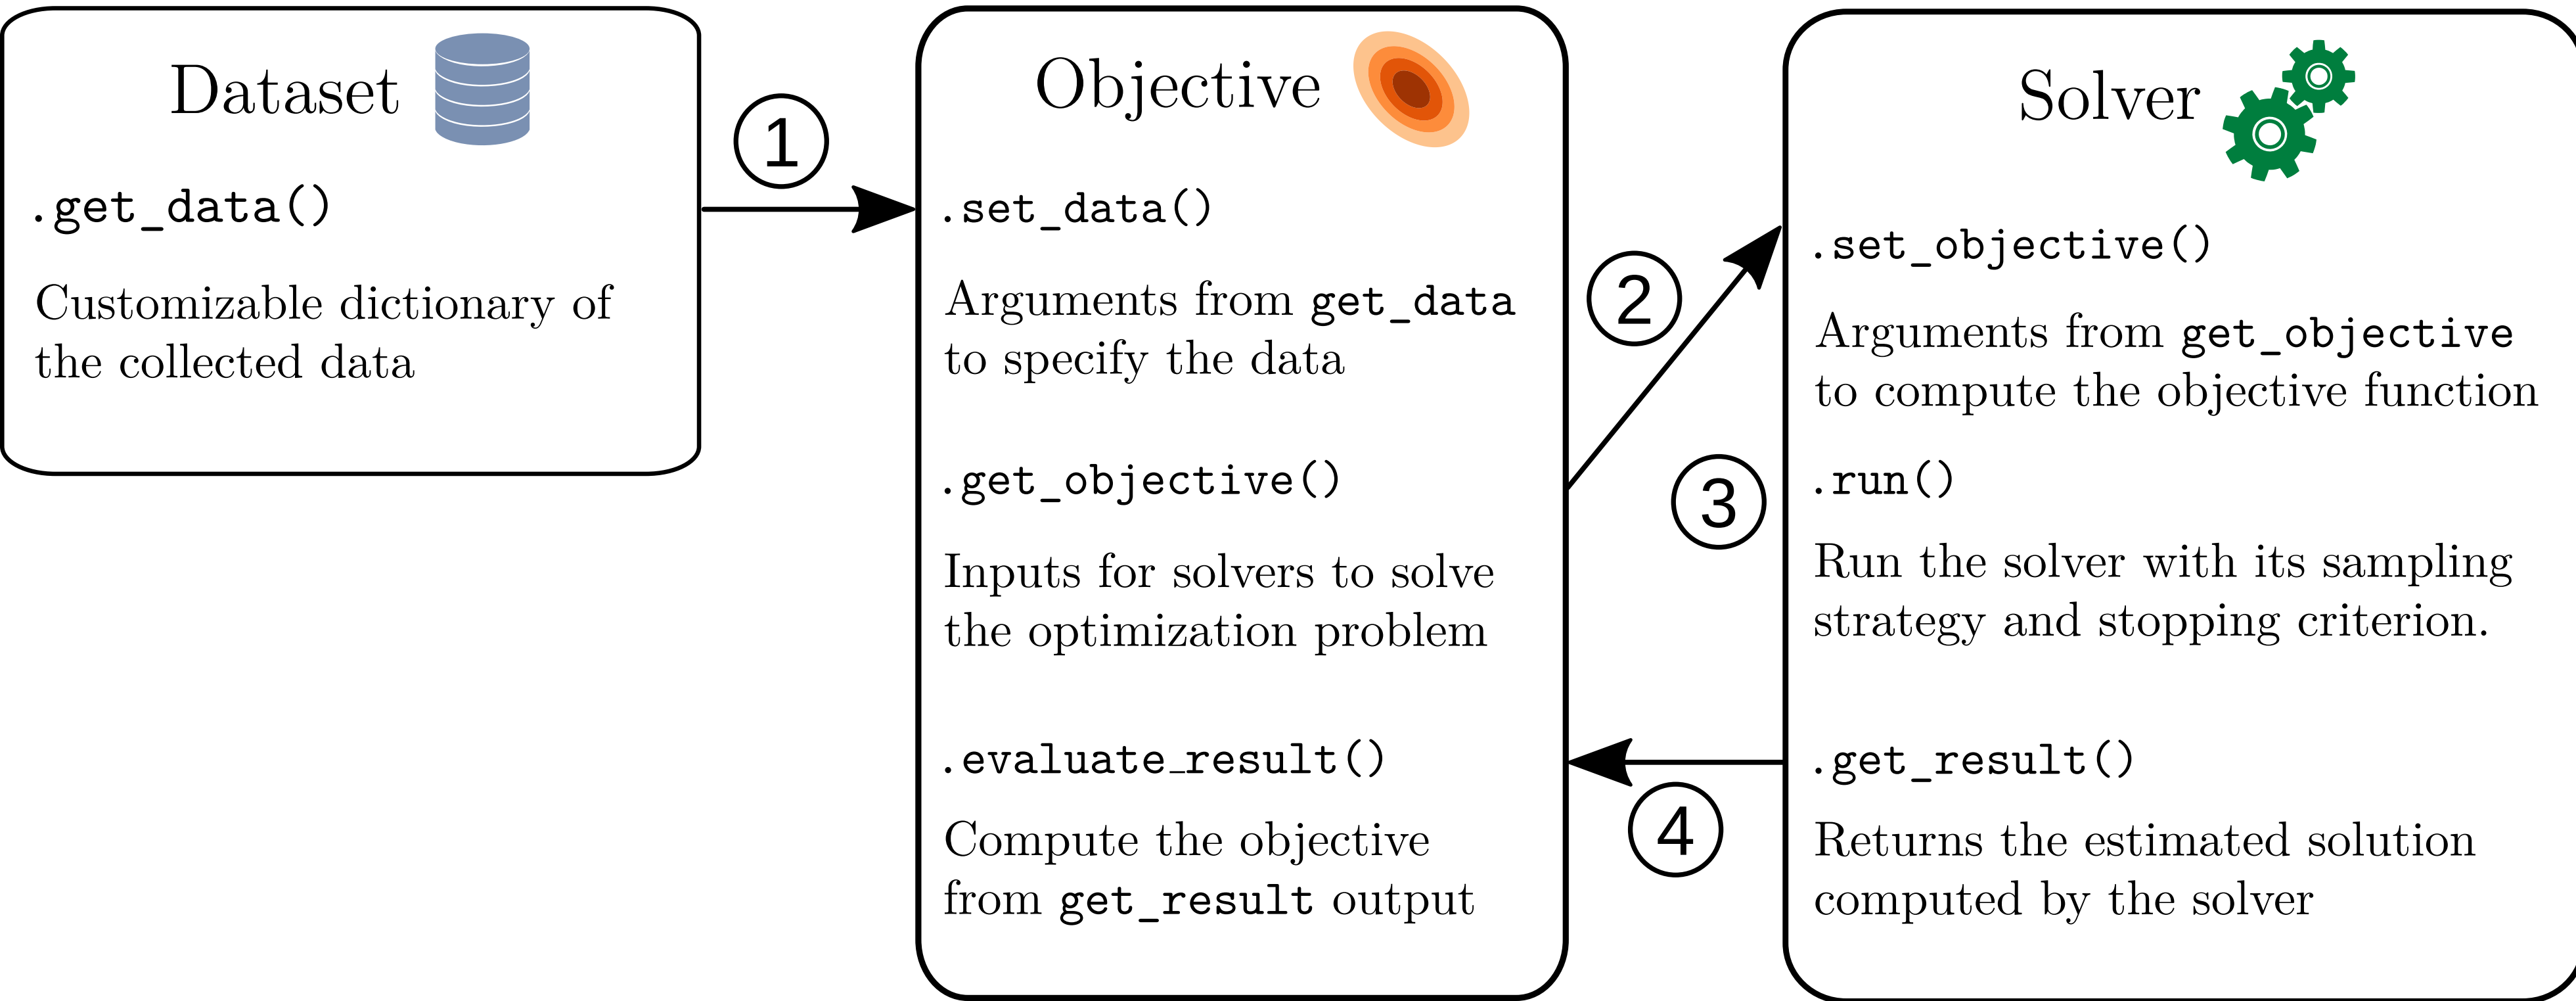 Dataset
.get_data()
Customizable dictionary of
the collected data
1
Objective
.set_data()
Arguments from get_data
to specify the data
.get_objective()
Inputs for solvers to solve
the optimization problem
.evaluate_result()
Compute the objective
from get_result output
2
3
4
Solver
.set_objective()
Arguments from get_objective
to compute the objective function
.run()
Run the solver with its sampling
strategy and stopping criterion.
.get_result()
Returns the estimated solution
computed by the solver